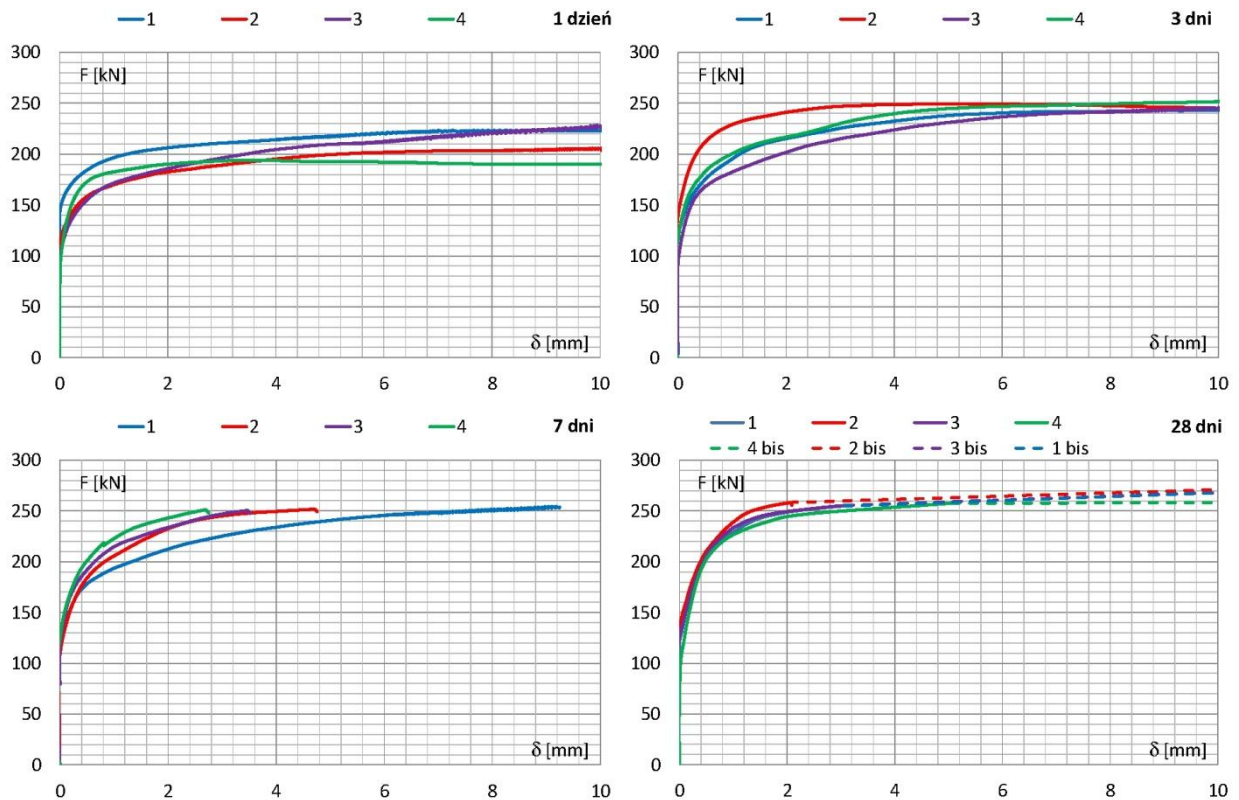 1 2 3 4 1 dzień
F [kN]
300
250
200
150
100
50
0
δ [mm]
0 2 4 6 8 10
1 2 3 4 3 dni
F [kN]
300
250
200
150
100
50
0
δ [mm]
0 2 4 6 8 10
1 2 3 4 7 dni
F [kN]
300
250
200
150
100
50
0
δ [mm]
0 2 4 6 8 10
1 2 3 4 28 dni
4 bis 2 bis 3 bis 1 bis
F [kN]
300
250
200
150
100
50
0
δ [mm]
0 2 4 6 8 10